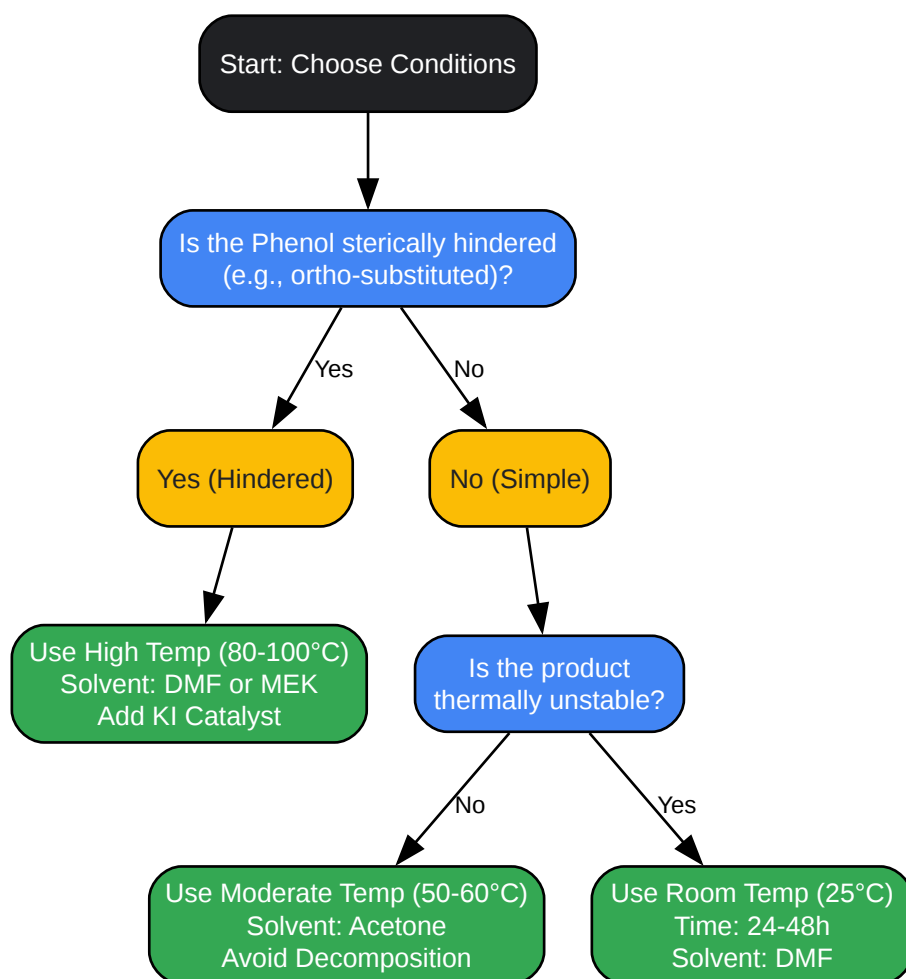 Start: Choose Conditions
Is the Phenol sterically hindered
(e.g., ortho-substituted)?
Yes
No
Yes (Hindered)
No (Simple)
Use High Temp (80-100°C)
Solvent: DMF or MEK
Add KI Catalyst
Is the product
thermally unstable?
No
Yes
Use Moderate Temp (50-60°C)
Solvent: Acetone
Avoid Decomposition
Use Room Temp (25°C)
Time: 24-48h
Solvent: DMF